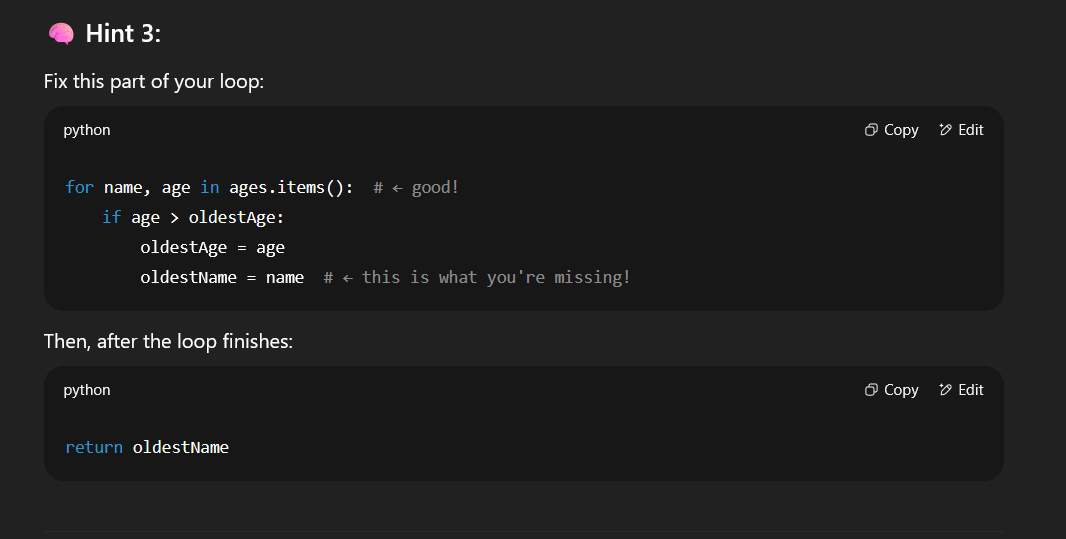 🧠 Hint 3:
Fix this part of your loop:
python
Copy
Edit
for name, age in ages.items():  # ← good!
    if age > oldestAge:
        oldestAge = age
        oldestName = name  # ← this is what you're missing!
Then, after the loop finishes:
python
Copy
Edit
return oldestName